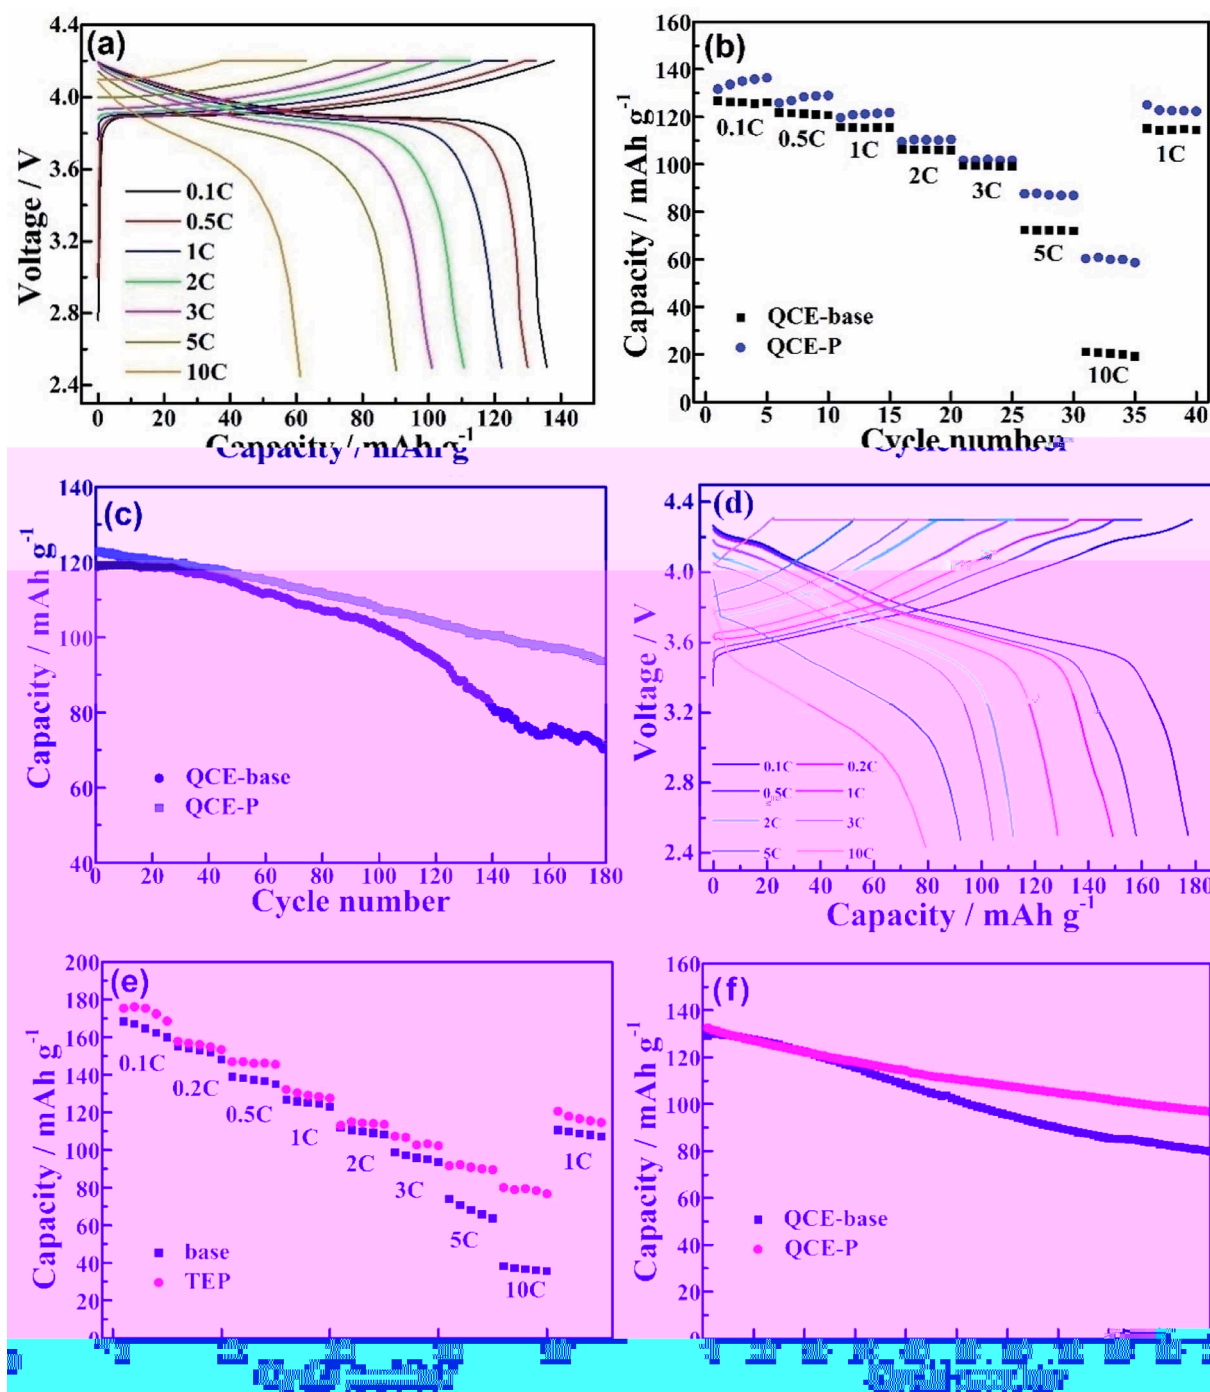 (a)
4.4
4.0
3.6
3.2
2.8
2.4
Voltage / V
0.1C
0.5C
1C
2C
3C
5C
10C
0 20 40 60 80 100 120 140
Capacity / mAh g-1
(b)
160
140
120
100
80
60
40
20
0
Capacity / mAh g-1
0.1C
0.5C
1C
2C
3C
5C
10C
1C
QCE-base
QCE-P
0 5 10 15 20 25 30 35 40
Cycle number
(c)
140
120
100
80
60
40
Capacity / mAh g-1
QCE-base
QCE-P
0 20 40 60 80 100 120 140 160 180
Cycle number
(d)
4.4
4.0
3.6
3.2
2.8
2.4
Voltage / V
0.1C 0.2C
0.5C 1C
2C 3C
5C 10C
0 20 40 60 80 100 120 140 160 180
Capacity / mAh g-1
(e)
200
180
160
140
120
100
80
60
40
20
0
Capacity / mAh g-1
0.1C
0.2C
0.5C
1C
2C
3C
5C
10C
1C
base
TEP
(f)
160
140
120
100
80
60
40
20
0
Capacity / mAh g-1
QCE-base
QCE-P